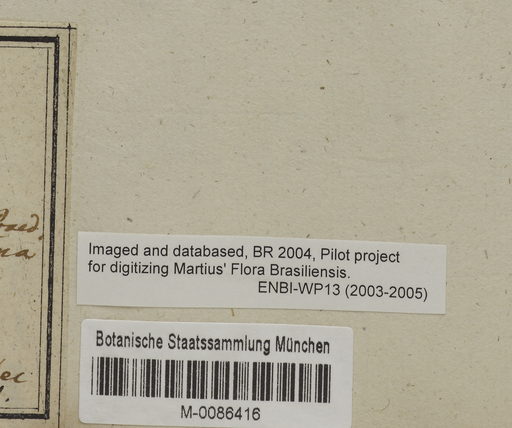 Imaged and databased, BR 2004, Pilot project
for digitizing Martius' Flora Brasiliensis.
ENBI-WP13 (2003-2005)
Botanische Staatssammlung München
M-0086416